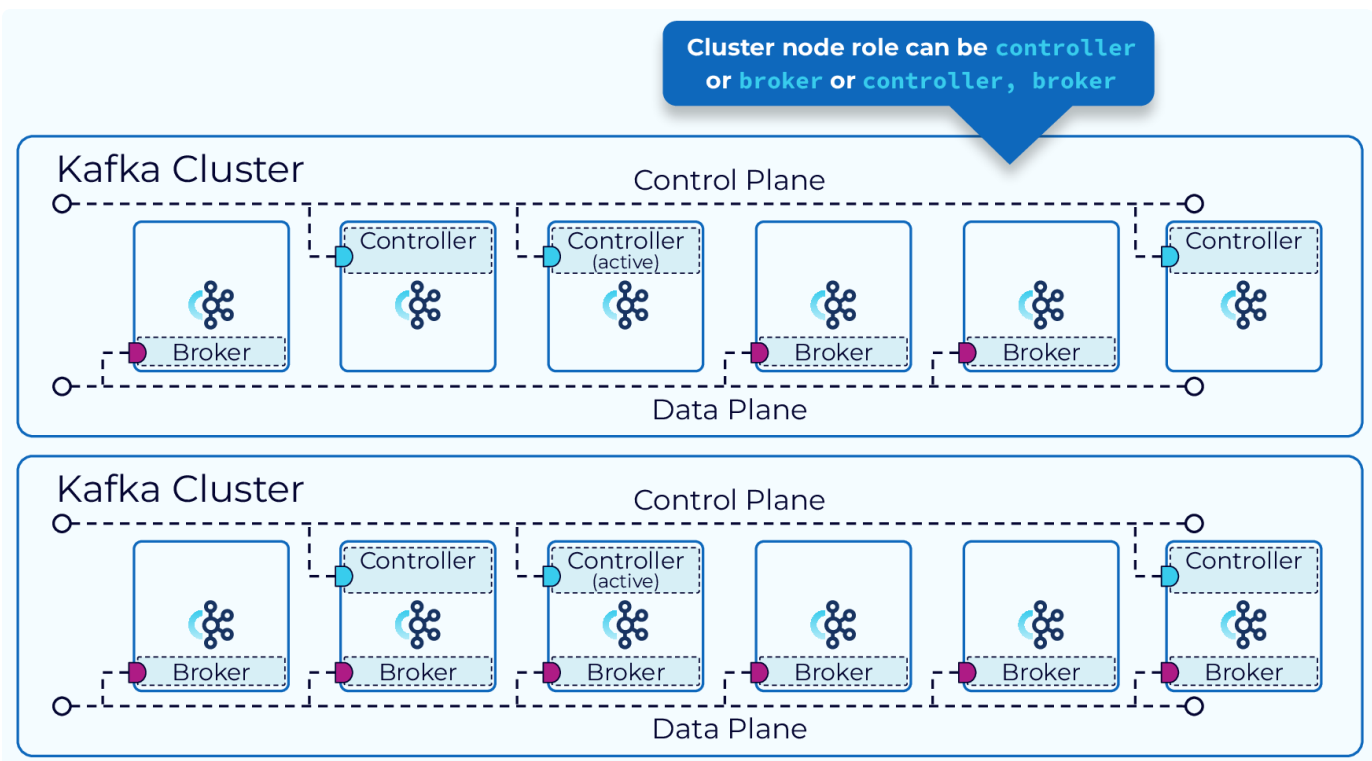 Cluster node role can be controller
or broker or controller, broker
Kafka Cluster
Control Plane
Controller
Controller
(active)
Controller
Broker
Broker
Broker
Data Plane
Kafka Cluster
Control Plane
Controller
Controller
(active)
Controller
Broker
Broker
Broker
Broker
Broker
Broker
Data Plane